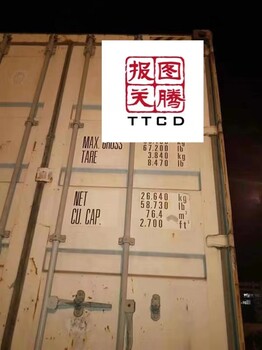 报图
关腾
TTCD
MAX. GROSS
67.200 lb
TARE 3.840 kg
8.470 lb
NET 26.640 kg
58.730 lb
CU. CAP 76.4 m³
2.700 ft³